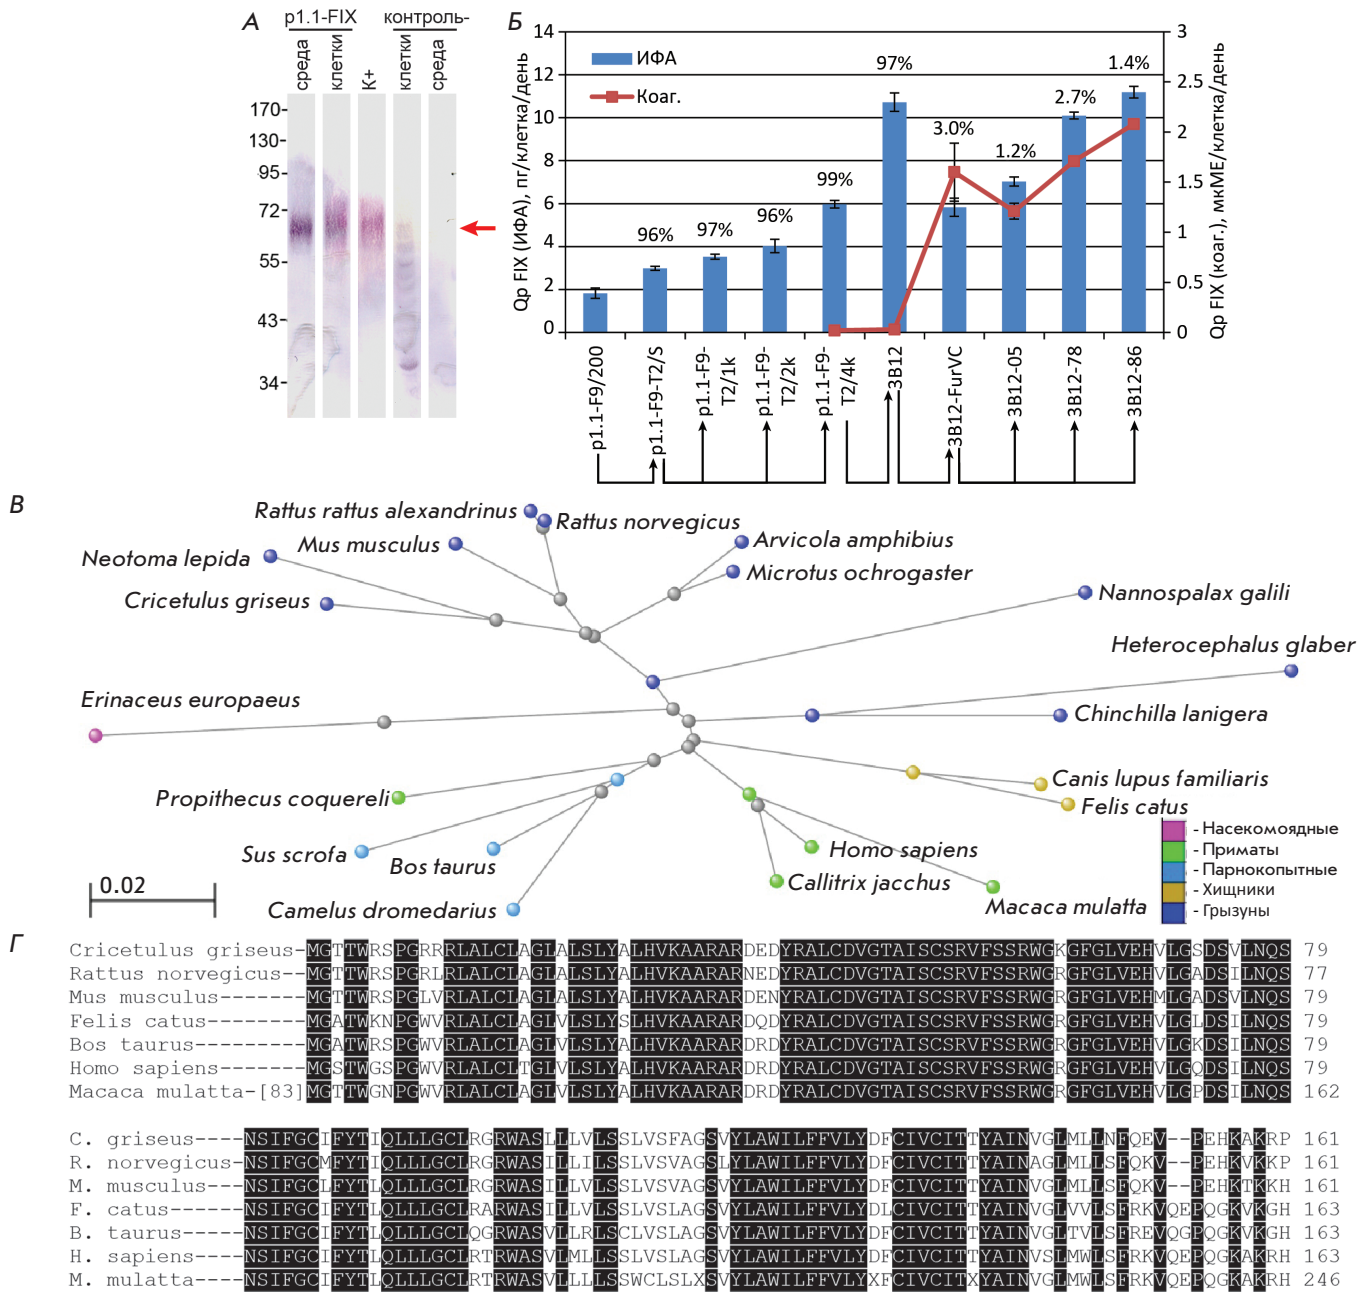 А
p1.1-FIX
контроль-
среда
клетки
К+
клетки
среда
170-
130-
95-
72-
55-
43-
34-
Б
Qp FIX (ИФА), пг/клетка/день
14
12
10
8
6
4
2
0
ИФА
Коаг.
96%
97%
96%
99%
97%
3.0%
1.2%
2.7%
1.4%
3
2.5
2
1.5
1
0.5
0
Qp FIX (коаг.), мкМЕ/клетка/день
p1.1-F9/200
p1.1-F9-T2/S
p1.1-F9-
T2/1k
p1.1-F9-
T2/2k
p1.1-F9-
T2/4k
3B12
3B12-FurVC
3B12-05
3B12-78
3B12-86
В
Rattus rattus alexandrinus
Rattus norvegicus
Mus musculus
Arvicola amphibius
Neotoma lepida
Microtus ochrogaster
Cricetulus griseus
Nannospalax galili
Heterocephalus glaber
Erinaceus europaeus
Chinchilla lanigera
Canis lupus familiaris
Propithecus coquereli
Felis catus
Sus scrofa
Bos taurus
Homo sapiens
Callitrix jacchus
Camelus dromedarius
Macaca mulatta
0.02
- Насекомоядные
- Приматы
- Парнокопытные
- Хищники
- Грызуны
Г
Cricetulus griseus-MGTTWRSPGRRRLALCLAGLALSLYALHVKAARARDEDYRALCDVGTAISCSRVFSSRWGKGFGLVEHVLGSDSVLNQS 79
Rattus norvegicus--MGTTWRSPGRLRLALCLAGLALSLYALHVKAARARNEDYRALCDVGTAISCSRVFSSRWGRGFGLVEHVLGADSILNQS 77
Mus musculus-------MGTTWRSPGLVRLALCLAGLALSLYALHVKAARARDENYRALCDVGTAISCSRVFSSRWGRGFGLVEHMLGADSVLNQS 79
Felis catus--------MGATWKNPGWVRLALCLAGLVLSLYSLHVKAARARDQDYRALCDVGTAISCSRVFSSRWGRGFGLVEHVLGLDSILNQS 79
Bos taurus---------MGATWRSPGWVRLALCLAGLVLSLYALHVKAARARDRDYRALCDVGTAISCSRVFSSRWGRGFGLVEHVLGKDSILNQS 79
Homo sapiens-------MGSTWGSPGWVRLALCLTGLVLSLYALHVKAARARDRDYRALCDVGTAISCSRVFSSRWGRGFGLVEHVLGQDSILNQS 79
Macaca mulatta-[83]MGTTWGNPGWVRLALCLAGLVLSLYALHVKAARARDRDYRALCDVGTAISCSRVFSSRWGRGFGLVEHVLGPDSILNQS 162
C. griseus----NSIFGCIFYTIQLLLGCLRGRWASLLLVLSSLVSFAGSVYLAWILFFVLYDFCIVCITTYAINVGLMLLNFQEV--PEHKAKRP 161
R. norvegicus-NSIFGCMFYTIQLLLGCLRGRWASILLILSSLVSVAGSLYLAWILFFVLYDFCIVCITTYAINAGLMLLSFQKV--PEHKVKKP 161
M. musculus---NSIFGCLFYTLQLLLGCLRGRWASILLVLSSLVSVAGSVYLAWILFFVLYDFCIVCITTYAINVGLMLLSFQKV--PEHKTKKH 161
F. catus------NSIFGCIFYTLQLLLGCLRARWASILLVLSSLVSLAGSVYLAWILFFVLYDLCIVCITTYAINVGLTVLSFRKVQEPQGKVKGH 163
B. taurus-----NSIFGCIFYTLQLLLGCLQGRWASVLLRLSCLVSLAGSVYLAWILFFVLYDFCIVCITTYAINVGLTVLSFREVQGPQGKVKGH 163
H. sapiens----NSIFGCIFYTLQLLLGCLRTRWASVLMLLSSLVSLAGSVYLAWILFFVLYDFCIVCITTYAINVSLMWLSFRKVQEPQGKAKRH 163
M. mulatta----NSIFGCIFYTLQLLLGCLRTRWASVLLLLSSWCLSLXSVYLAWILFFVLYXFCIVCITXYAINVGLMWLSFRKVQEPQGKAKRH 246